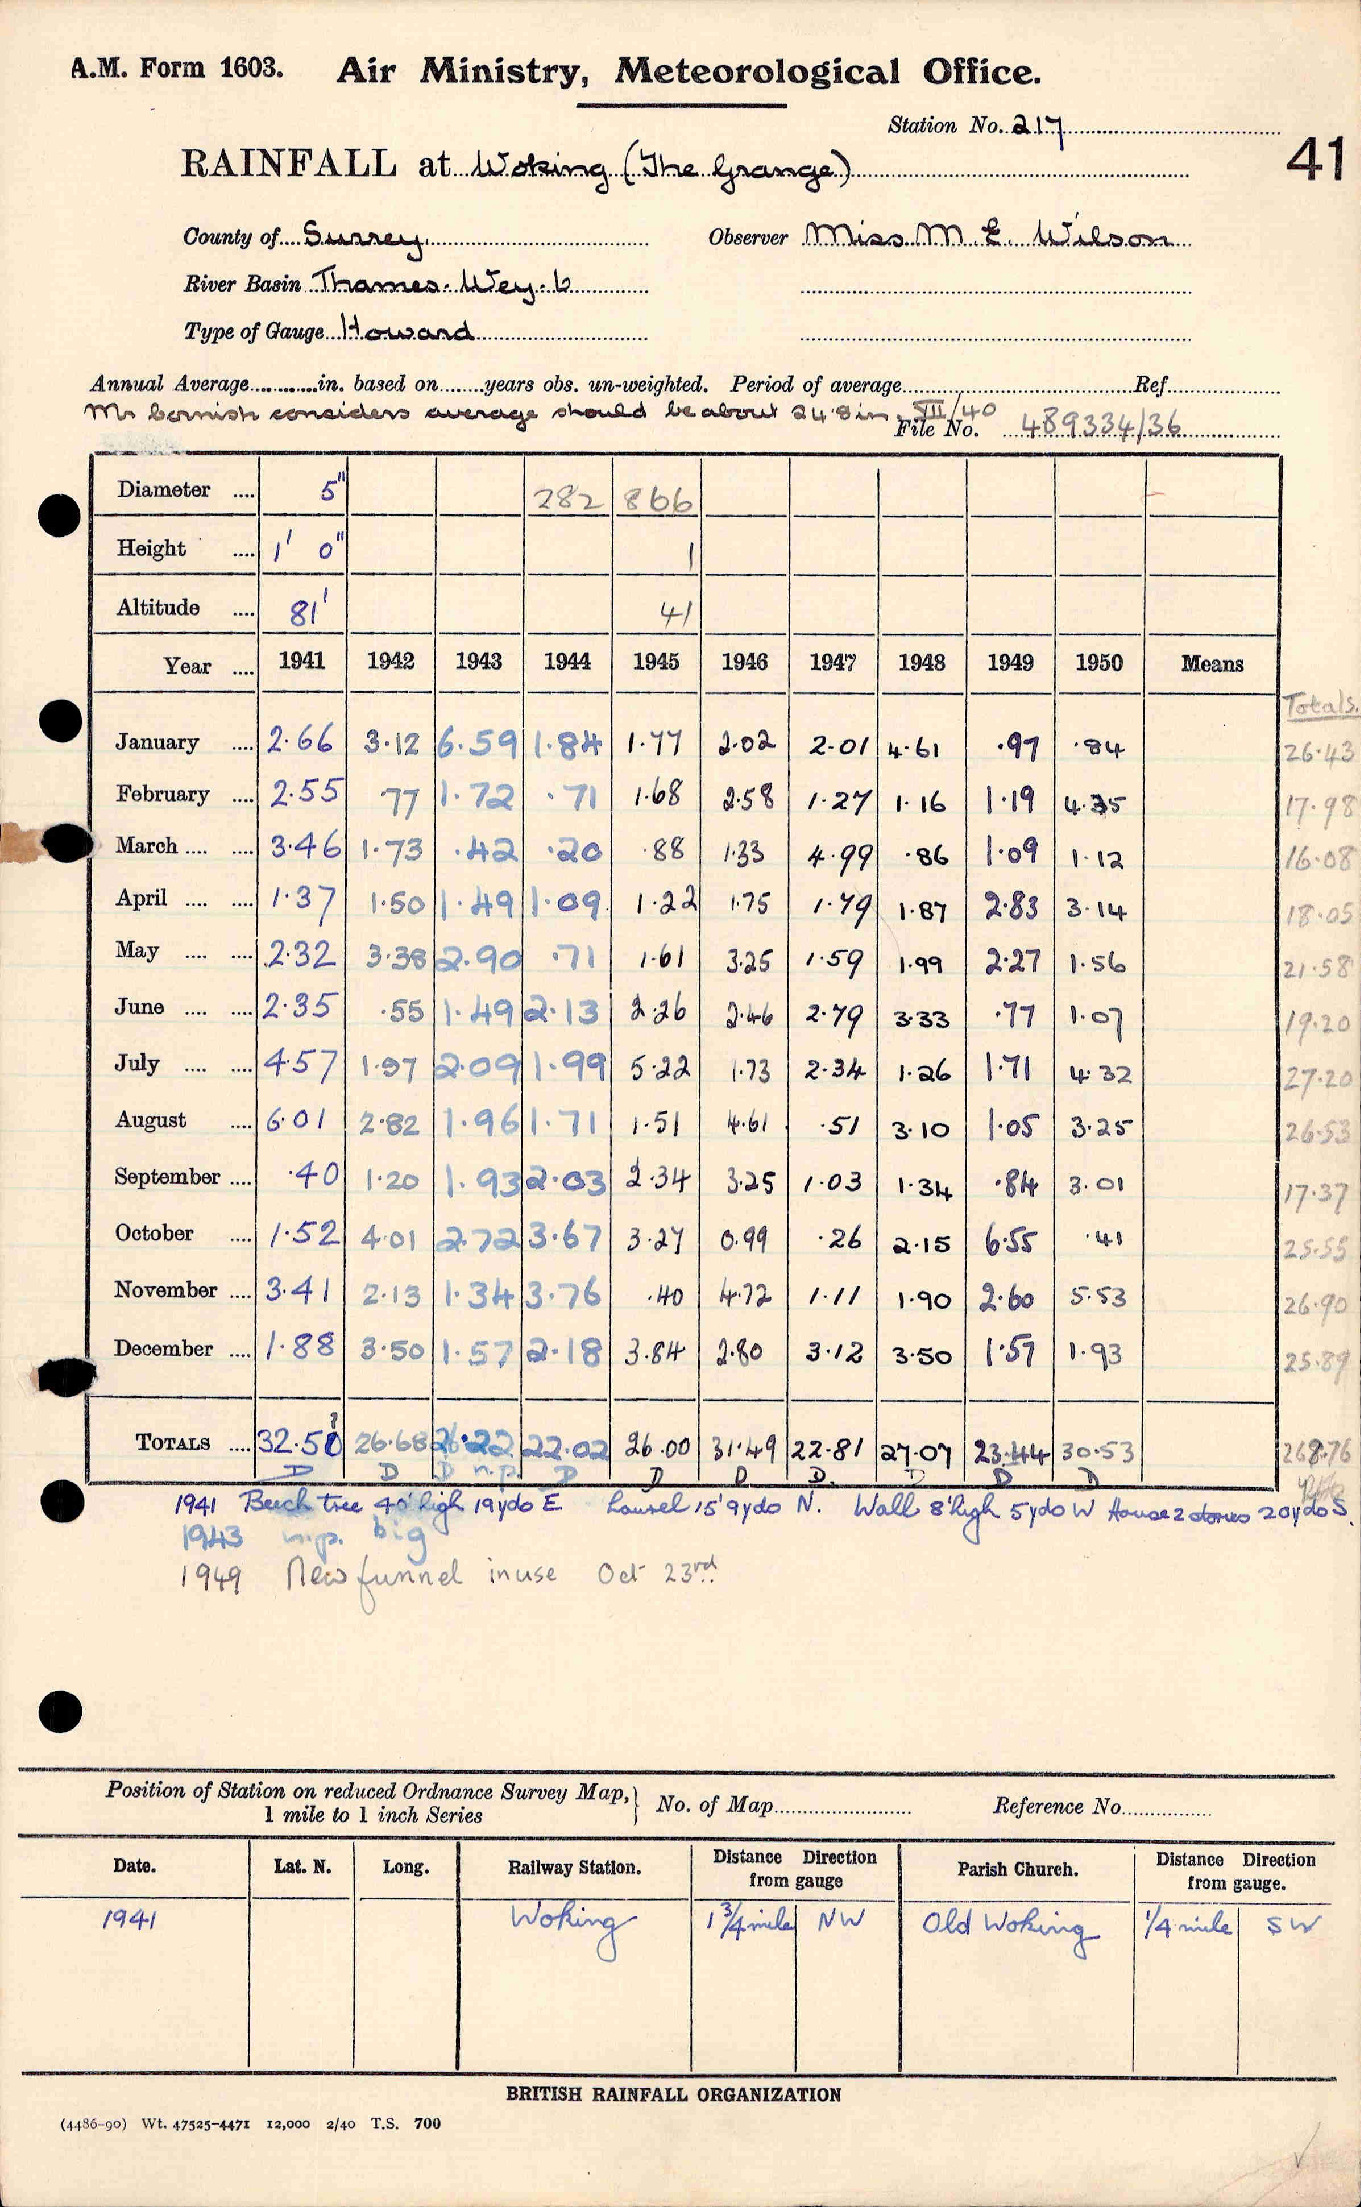 A.M. Form 1603. Air Ministry, Meteorological Office.
Station No. 217
41
RAINFALL at Woking (The Grange)
County of Surrey. Observer Miss M. E. Wilson
River Basin Thames. Wey. 6
Type of Gauge Howard
Annual Average............in. based on........years obs. un-weighted. Period of average.................... Ref.............
Mr Cornish considers average should be about 24.8in. VII/40
File No. 489334/36
Diameter .... 5" 282 866
Height .... 1' 0" 1
Altitude .... 81' 41
Year .... 1941 1942 1943 1944 1945 1946 1947 1948 1949 1950 Means
Totals.
January .... 2.66 3.12 6.59 1.84 1.77 2.02 2.01 4.61 .97 .84 26.43
February .... 2.55 .77 1.72 .71 1.68 2.58 1.27 1.16 1.19 4.35 17.98
March .... .... 3.46 1.73 .42 .20 .88 1.33 4.99 .86 1.09 1.12 16.08
April .... .... 1.37 1.50 1.49 1.09 1.22 1.75 1.79 1.87 2.83 3.14 18.05
May .... .... 2.32 3.38 2.90 .71 1.61 3.25 1.59 1.99 2.27 1.56 21.58
June .... .... 2.35 .55 1.49 2.13 2.26 2.46 2.79 3.33 .77 1.07 19.20
July .... .... 4.57 1.97 2.09 1.99 5.22 1.73 2.34 1.26 1.71 4.32 27.20
August .... 6.01 2.82 1.96 1.71 1.51 4.61 .51 3.10 1.05 3.25 26.53
September .... .40 1.20 1.93 2.03 2.34 3.25 1.03 1.34 .84 3.01 17.37
October .... 1.52 4.01 2.72 3.67 3.27 0.99 .26 2.15 6.55 .41 25.55
November .... 3.41 2.13 1.34 3.76 .40 4.72 1.11 1.90 2.60 5.53 26.90
December .... 1.88 3.50 1.57 2.18 3.84 2.80 3.12 3.50 1.57 1.93 25.89
TOTALS .... 32.50 26.68 26.22 22.02 26.00 31.49 22.81 27.07 23.44 30.53 268.76
D D D n.p. D D D D. D D D
1941 Beech tree 40' high 19yds E Laurel 15' 9yds N. Wall 8'high 5yds W House 2 stories 20yds S.
1943 n.p. big
1949 New funnel in use Oct 23rd
Position of Station on reduced Ordnance Survey Map, 1 mile to 1 inch Series} No. of Map........................ Reference No................
Date. Lat. N. Long. Railway Station. Distance Direction from gauge Parish Church. Distance Direction from gauge.
1941 Woking 1 3/4 mile NW Old Woking 1/4 mile SW
BRITISH RAINFALL ORGANIZATION
(4486-90) Wt. 47525-4471 12,000 2/40 T.S. 700